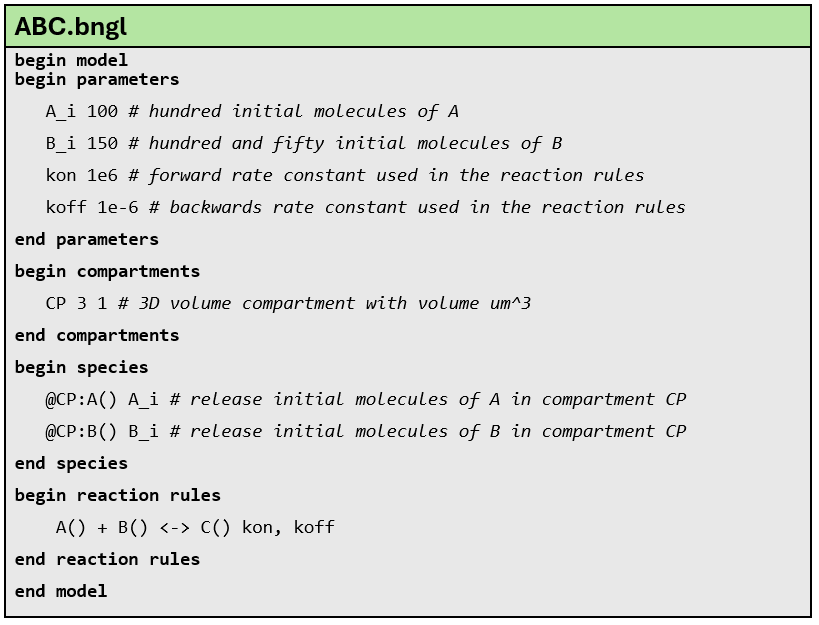 ABC.bngl
begin model
begin parameters
A_i 100 # hundred initial molecules of A
B_i 150 # hundred and fifty initial molecules of B
kon 1e6 # forward rate constant used in the reaction rules
koff 1e-6 # backwards rate constant used in the reaction rules
end parameters
begin compartments
CP 3 1 # 3D volume compartment with volume um^3
end compartments
begin species
@CP:A() A_i # release initial molecules of A in compartment CP
@CP:B() B_i # release initial molecules of B in compartment CP
end species
begin reaction rules
A() + B() <-> C() kon, koff
end reaction rules
end model